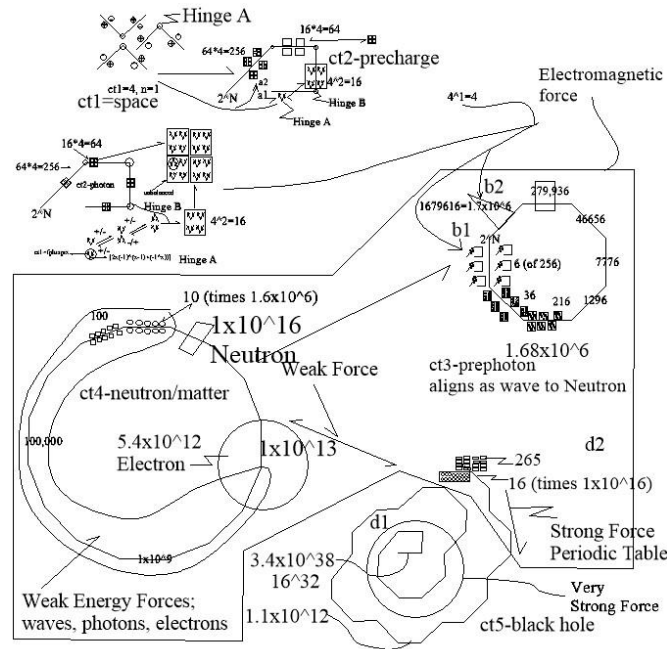 Hinge A
16*4=64
64*4=256
ct2-precharge
ct1=4, n=1
ct1=space
2^N
a2
a1
4^2=16
Hinge B
Hinge A
Electromagnetic
force
4^1=4
16*4=64
64*4=256
ct2-photon
unbalanced
Hinge B
2^N
+/-
+/-
-/+
+/-
4^2=16
Hinge A
b2
279,936
1679616=1.7x10^6
b1
2^N
46656
6 (of 256)
7776
36
216
1296
1.68x10^6
ct3-prephoton
aligns as wave to Neutron
10 (times 1.6x10^6)
100
1x10^16
Neutron
Weak Force
ct4-neutron/matter
100,000
5.4x10^12
Electron
1x10^13
d2
265
16 (times 1x10^16)
Strong Force
Periodic Table
d1
1x10^9
3.4x10^38
16^32
Weak Energy Forces;
waves, photons, electrons
1.1x10^12
Very
Strong Force
ct5-black hole